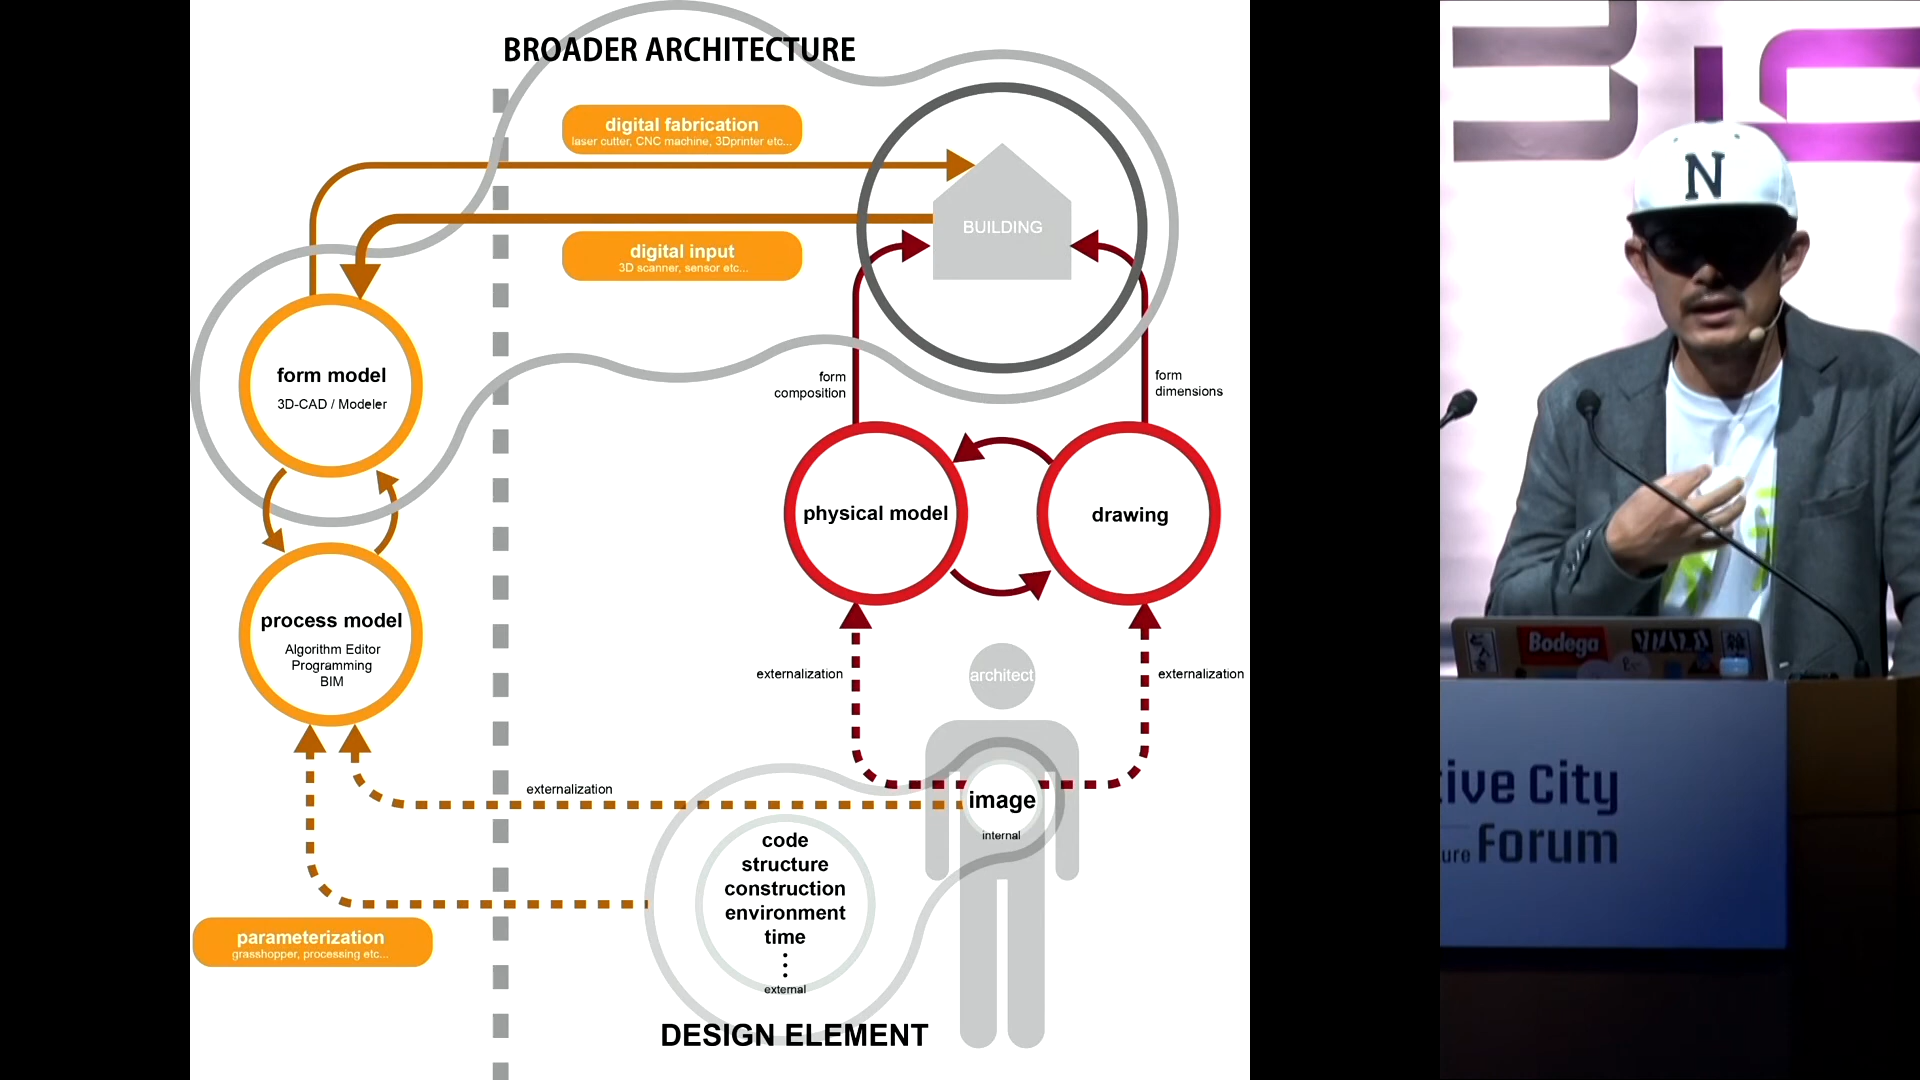 BROADER ARCHITECTURE
digital fabrication
laser cutter, CNC machine, 3Dprinter etc...
digital input
3D scanner, sensor etc...
BUILDING
form model
3D-CAD / Modeler
form
composition
form
dimensions
physical model
drawing
process model
Algorithm Editor
Programming
BIM
externalization
architect
externalization
externalization
image
internal
code
structure
construction
environment
time
external
parameterization
grasshopper, processing etc...
DESIGN ELEMENT
N
Bodega
tive City
ure Forum